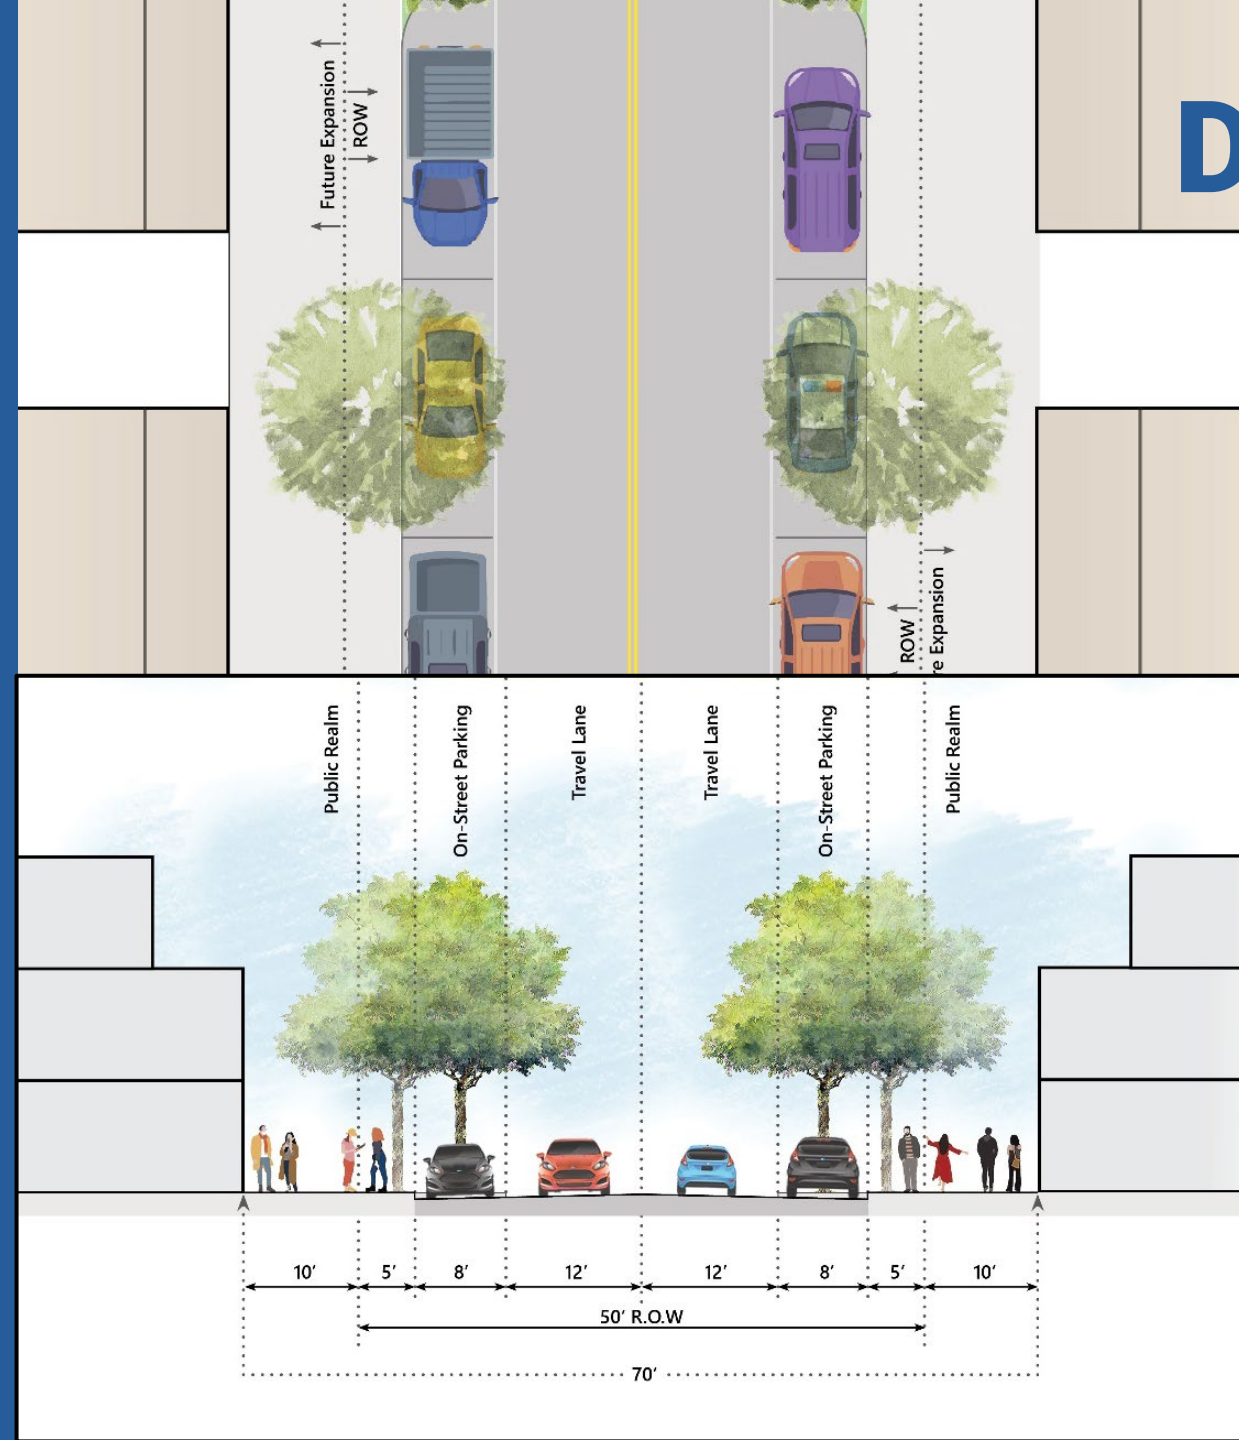 Future Expansion
ROW
D
ROW
re Expansion
Public Realm
On-Street Parking
Travel Lane
Travel Lane
On-Street Parking
Public Realm
10’ 5’ 8’ 12’ 12’ 8’ 5’ 10’
50’ R.O.W
70’